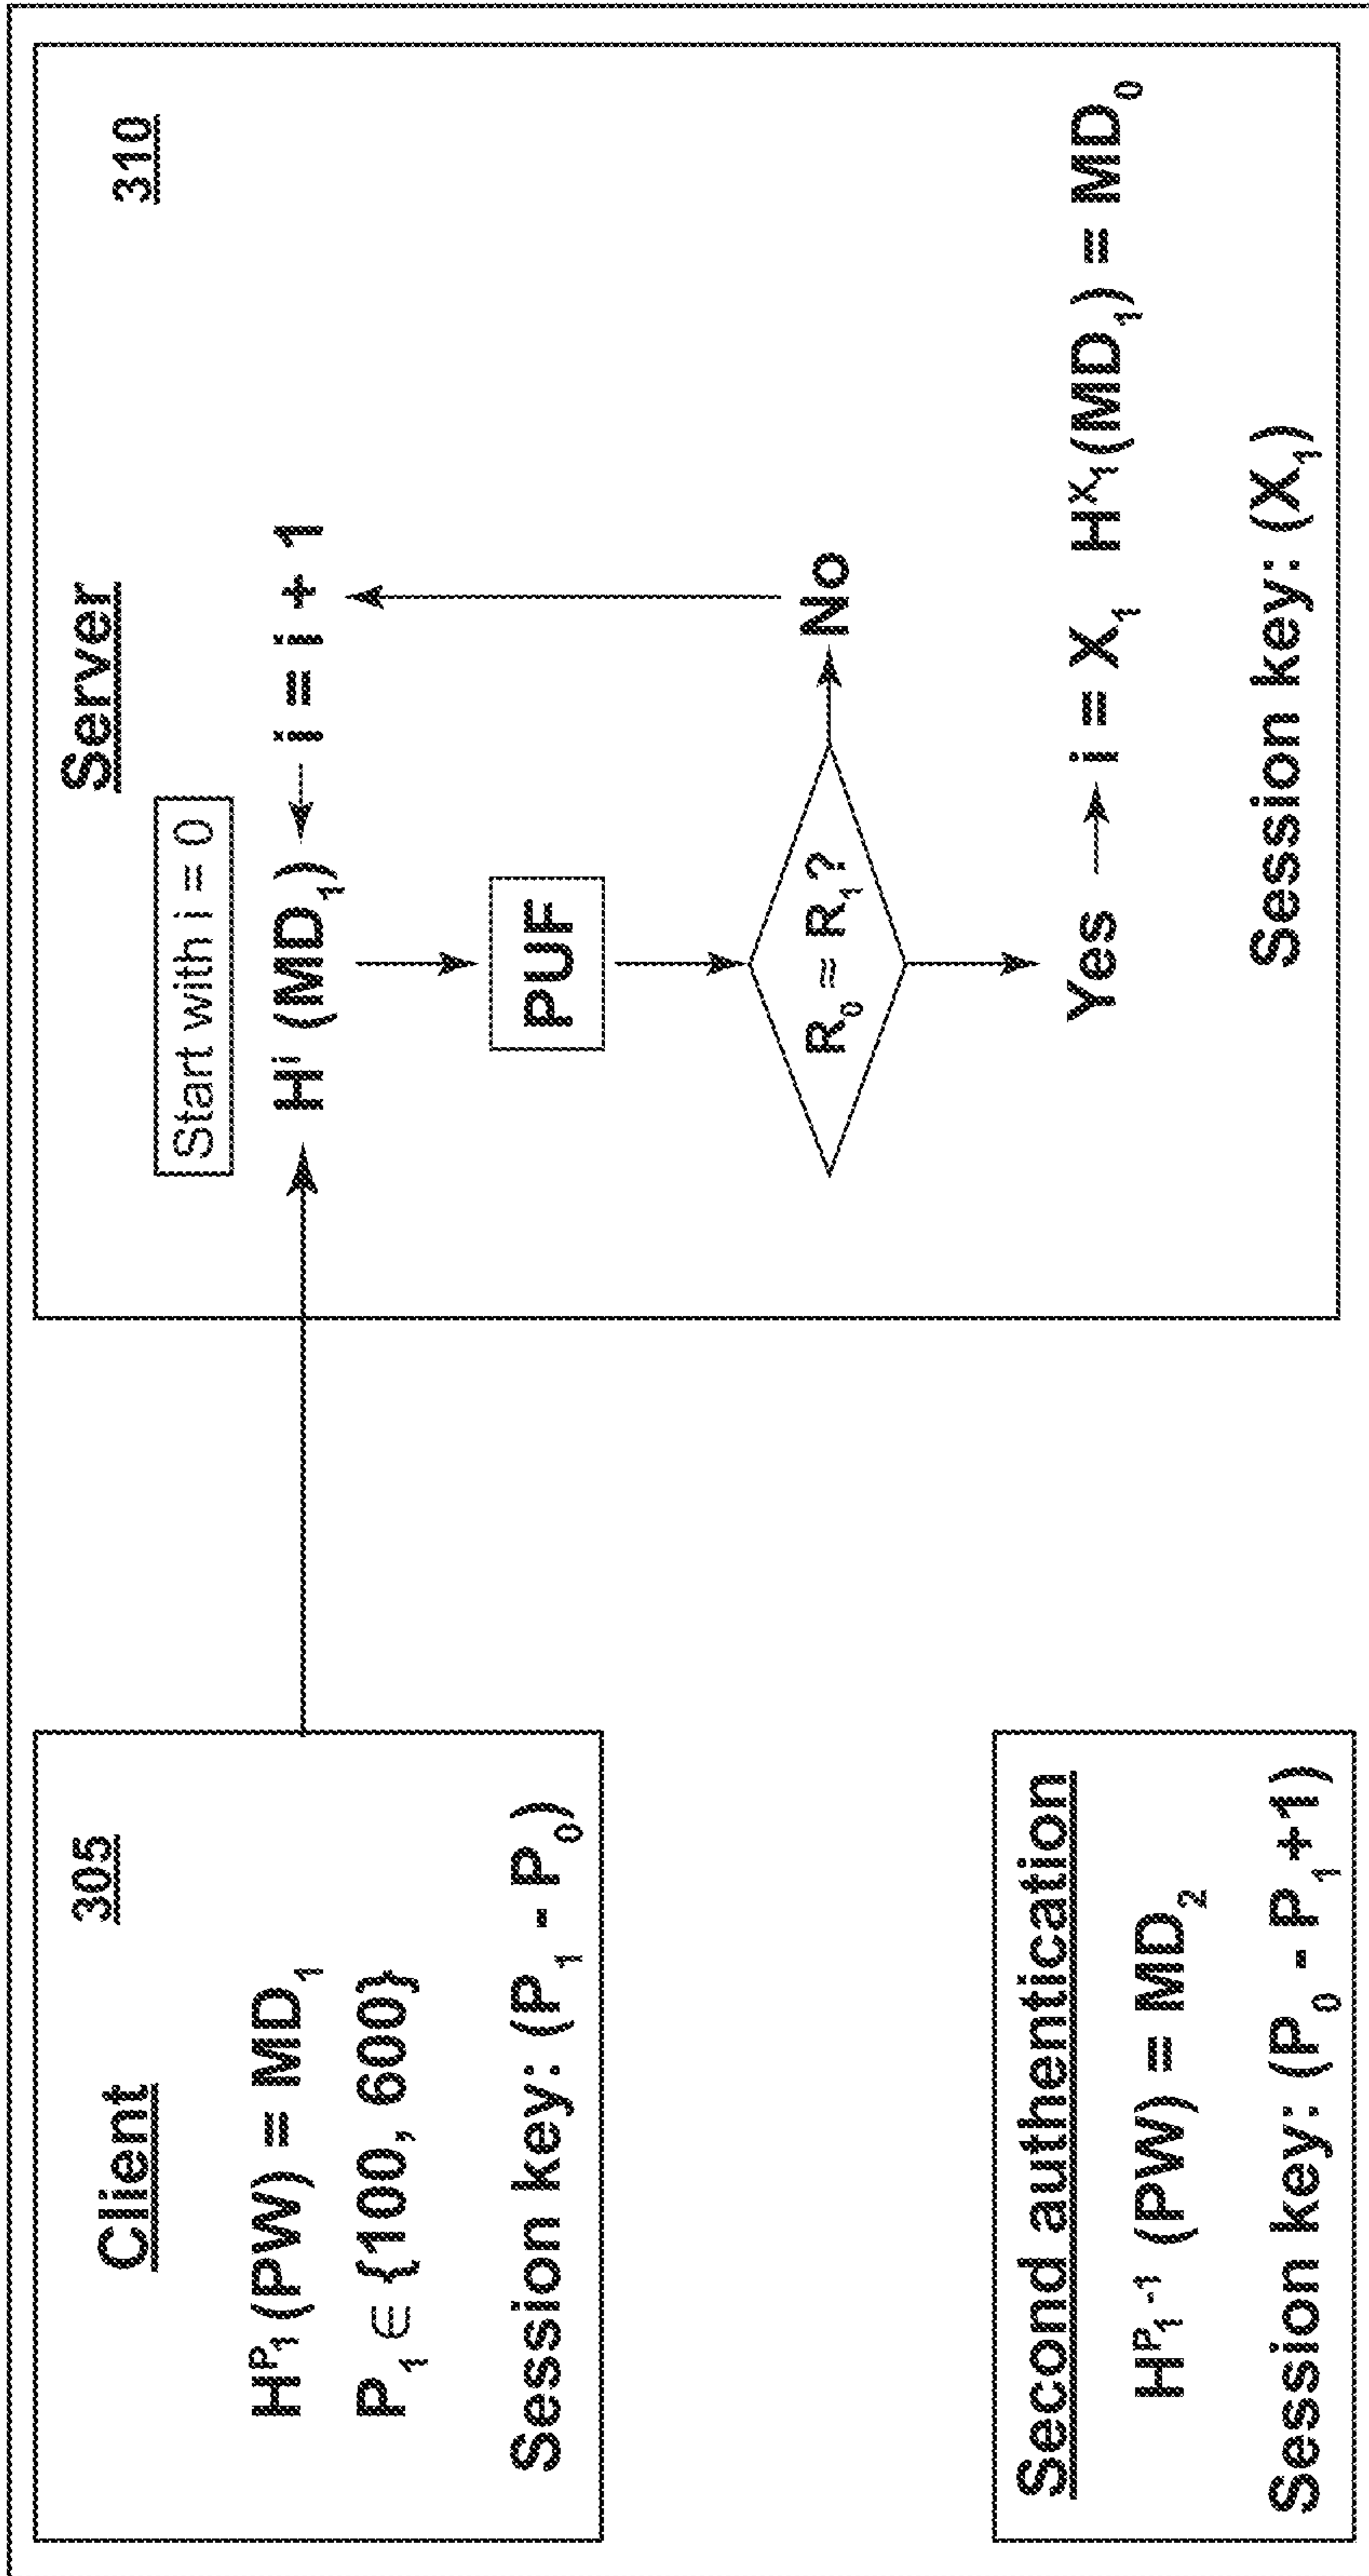 Client
305
H^P₁ (PW) = MD₁
P₁ ∈ {100, 600}
Session key: (P₁ - P₀)
Second authentication
H^P₁-1 (PW) = MD₂
Session key: (P₀ - P₁ +1)
Server
310
Start with i = 0
Hⁱ (MD₁)
i = i + 1
PUF
R₀ ≈ R₁ ?
No
Yes
i = X₁
H^X₁(MD₁) = MD₀
Session key: (X₁)